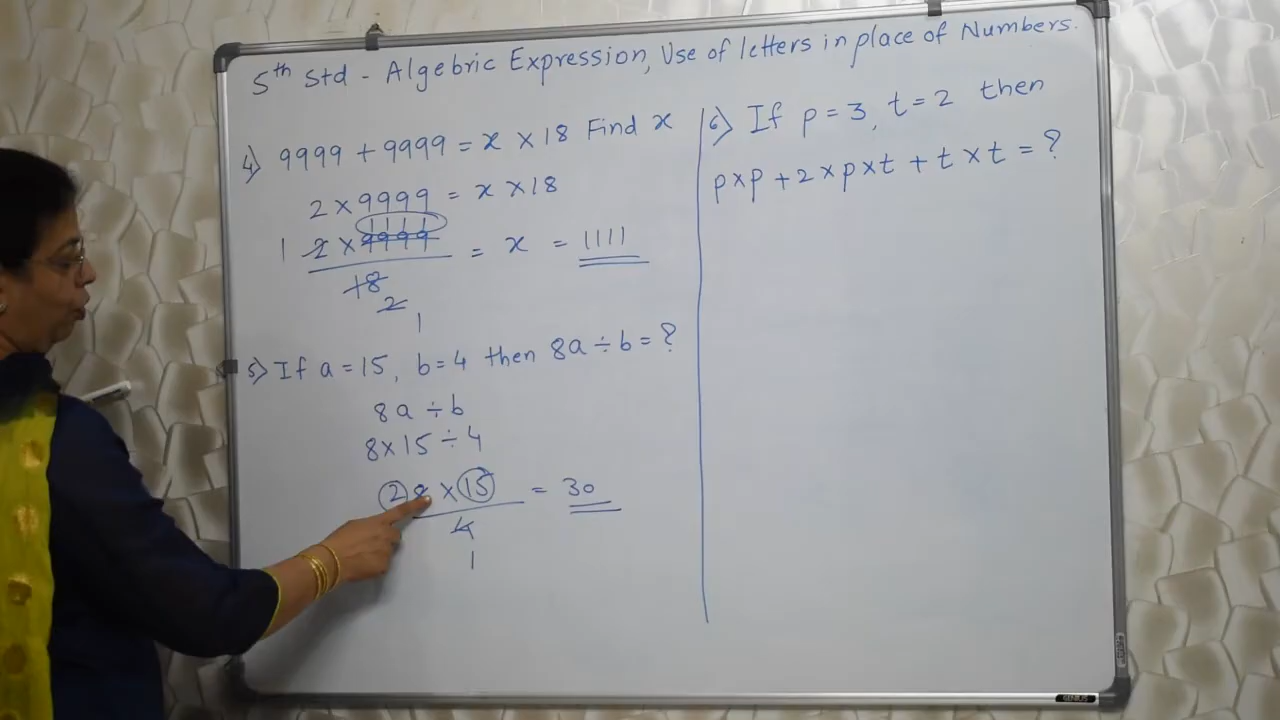 5th Std - Algebric Expression, Use of letters in place of Numbers.
4) 9999 + 9999 = x × 18 Find x
2 × 9999 = x × 18
1111
1 2 × 9999 = x = 1111
18
2
1
5) If a = 15, b = 4 then 8a ÷ b = ?
8a ÷ b
8 × 15 ÷ 4
2 8 × 15 = 30
4
1
6) If p = 3, t = 2 then
p×p + 2×p×t + t×t = ?